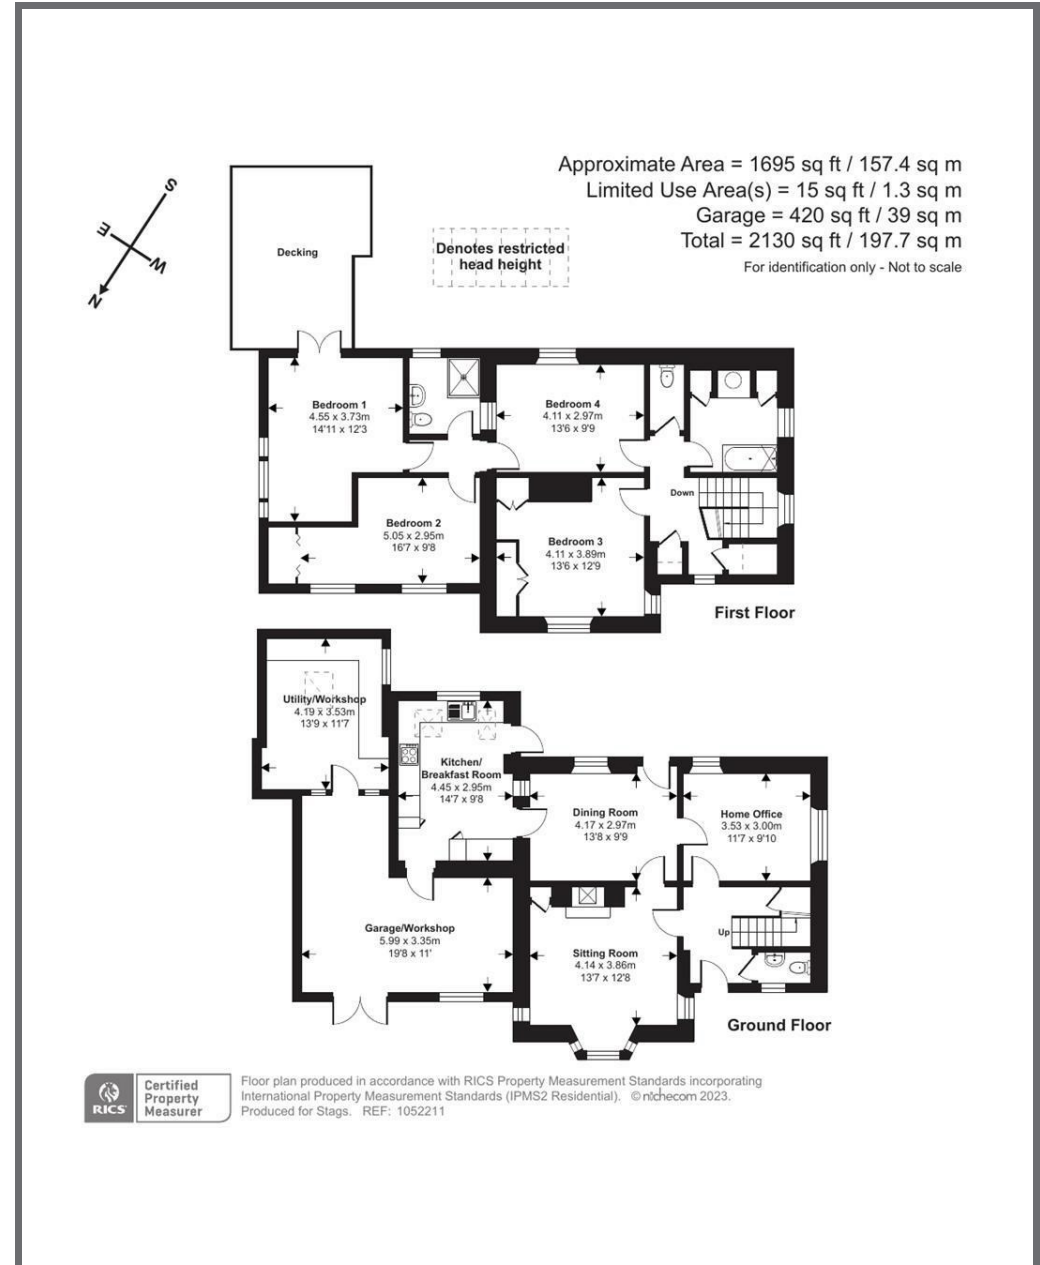 Approximate Area = 1695 sq ft / 157.4 sq m
Limited Use Area(s) = 15 sq ft / 1.3 sq m
Garage = 420 sq ft / 39 sq m
Total = 2130 sq ft / 197.7 sq m
For identification only - Not to scale
S
E
W
N
Decking
Denotes restricted
head height
Bedroom 1
4.55 x 3.73m
14'11 x 12'3
Bedroom 4
4.11 x 2.97m
13'6 x 9'9
Down
Bedroom 2
5.05 x 2.95m
16'7 x 9'8
Bedroom 3
4.11 x 3.89m
13'6 x 12'9
First Floor
Utility/Workshop
4.19 x 3.53m
13'9 x 11'7
Kitchen/
Breakfast Room
4.45 x 2.95m
14'7 x 9'8
Dining Room
4.17 x 2.97m
13'8 x 9'9
Home Office
3.53 x 3.00m
11'7 x 9'10
Garage/Workshop
5.99 x 3.35m
19'8 x 11'
Up
Sitting Room
4.14 x 3.86m
13'7 x 12'8
Ground Floor
RICS
Certified
Property
Measurer
Floor plan produced in accordance with RICS Property Measurement Standards incorporating
International Property Measurement Standards (IPMS2 Residential). © nichecom 2023.
Produced for Stags. REF: 1052211